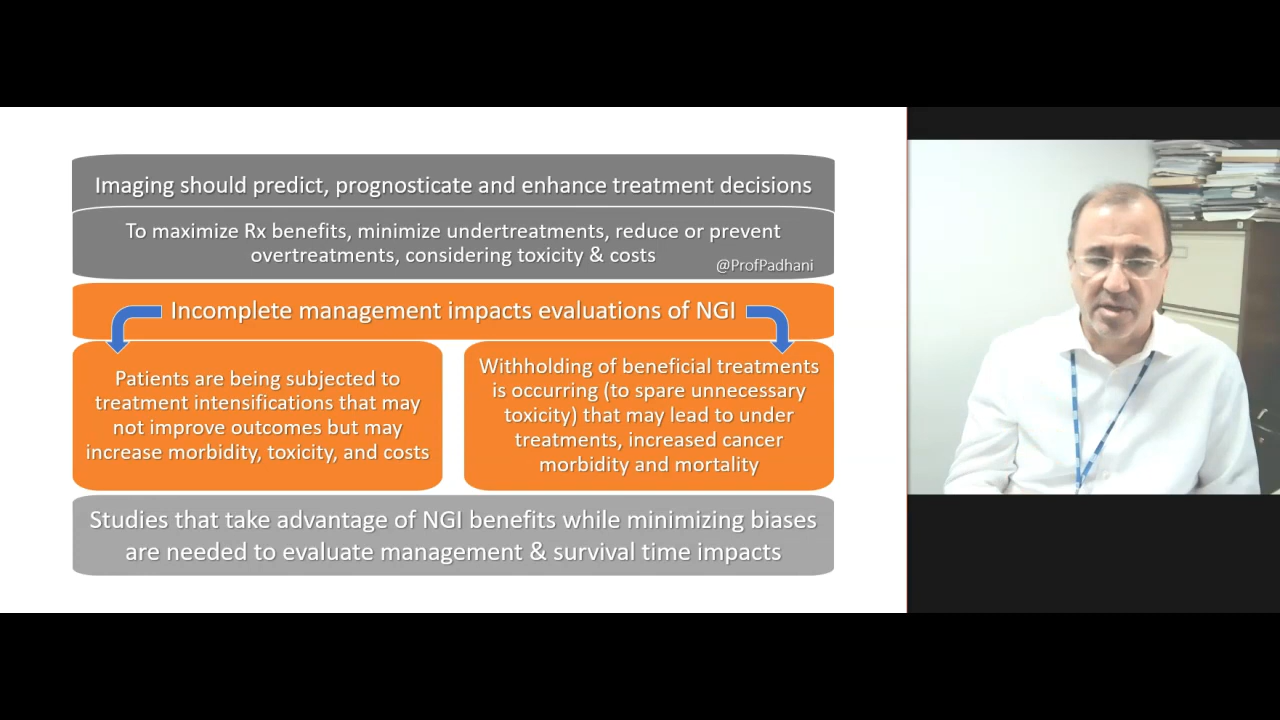 Imaging should predict, prognosticate and enhance treatment decisions
To maximize Rx benefits, minimize undertreatments, reduce or prevent
overtreatments, considering toxicity & costs
@ProfPadhani
Incomplete management impacts evaluations of NGI
Patients are being subjected to
treatment intensifications that may
not improve outcomes but may
increase morbidity, toxicity, and costs
Withholding of beneficial treatments
is occurring (to spare unnecessary
toxicity) that may lead to under
treatments, increased cancer
morbidity and mortality
Studies that take advantage of NGI benefits while minimizing biases
are needed to evaluate management & survival time impacts